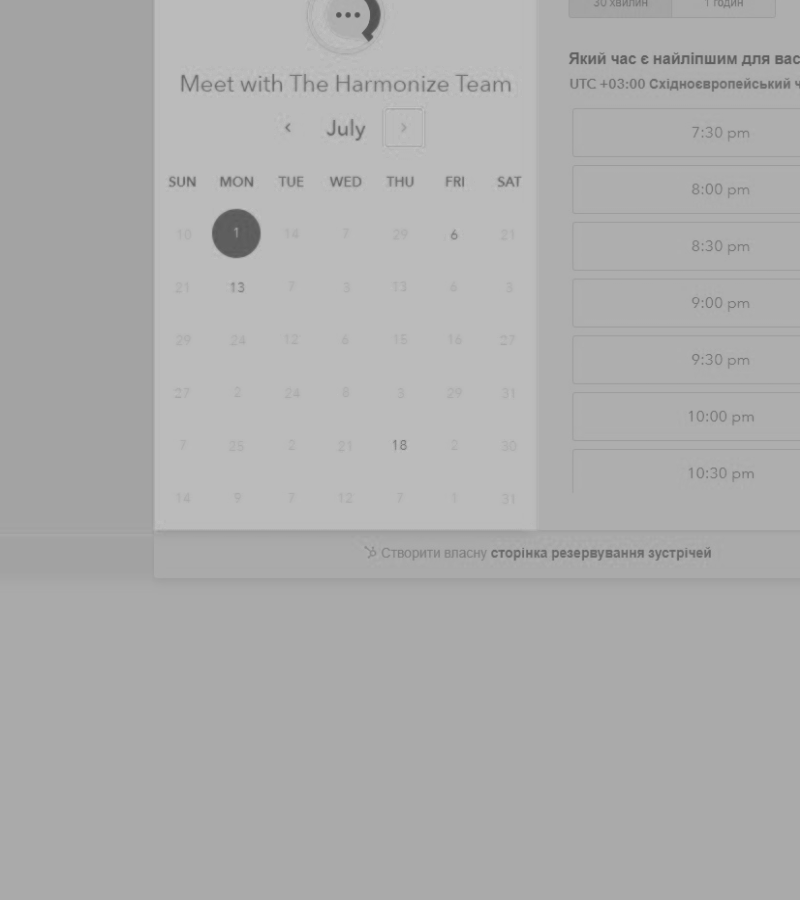 30 хвилин
1 годин
Який час є найліпшим для вас
UTC +03:00 Східноєвропейський ч
Meet with The Harmonize Team
July
SUN MON TUE WED THU FRI SAT
10 1 14 7 29 6 21
21 13 7 3 13 6 3
29 24 12 6 15 16 27
27 2 24 8 3 29 31
7 25 2 21 18 2 30
14 9 7 12 7 1 31
7:30 pm
8:00 pm
8:30 pm
9:00 pm
9:30 pm
10:00 pm
10:30 pm
Створити власну сторінка резервування зустрічей